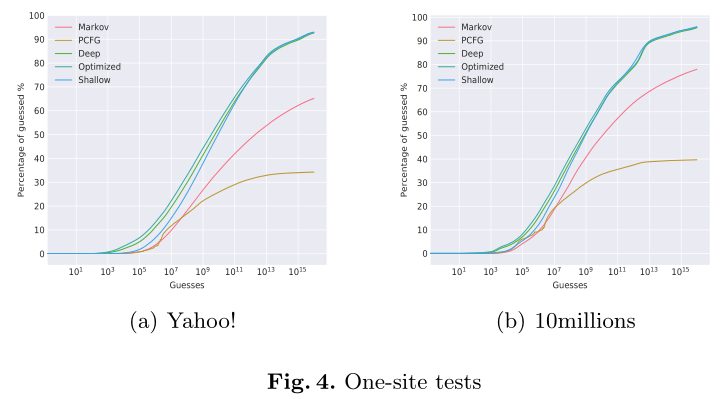 100
90
80
70
60
50
40
30
20
10
0
Percentage of guessed %
Markov
PCFG
Deep
Optimized
Shallow
10^1 10^3 10^5 10^7 10^9 10^11 10^13 10^15
Guesses
(a) Yahoo!
100
90
80
70
60
50
40
30
20
10
0
Percentage of guessed %
Markov
PCFG
Deep
Optimized
Shallow
10^1 10^3 10^5 10^7 10^9 10^11 10^13 10^15
Guesses
(b) 10millions
Fig. 4. One-site tests